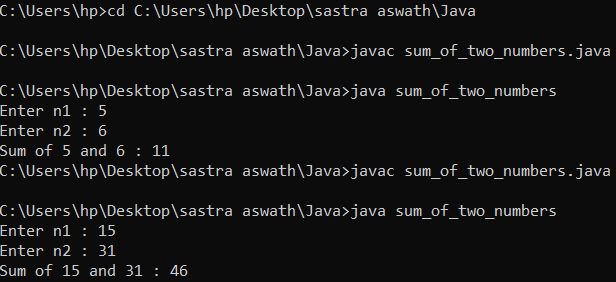 C:\Users\hp>cd C:\Users\hp\Desktop\sastra aswath\Java
C:\Users\hp\Desktop\sastra aswath\Java>javac sum_of_two_numbers.java
C:\Users\hp\Desktop\sastra aswath\Java>java sum_of_two_numbers
Enter n1 : 5
Enter n2 : 6
Sum of 5 and 6 : 11
C:\Users\hp\Desktop\sastra aswath\Java>javac sum_of_two_numbers.java
C:\Users\hp\Desktop\sastra aswath\Java>java sum_of_two_numbers
Enter n1 : 15
Enter n2 : 31
Sum of 15 and 31 : 46